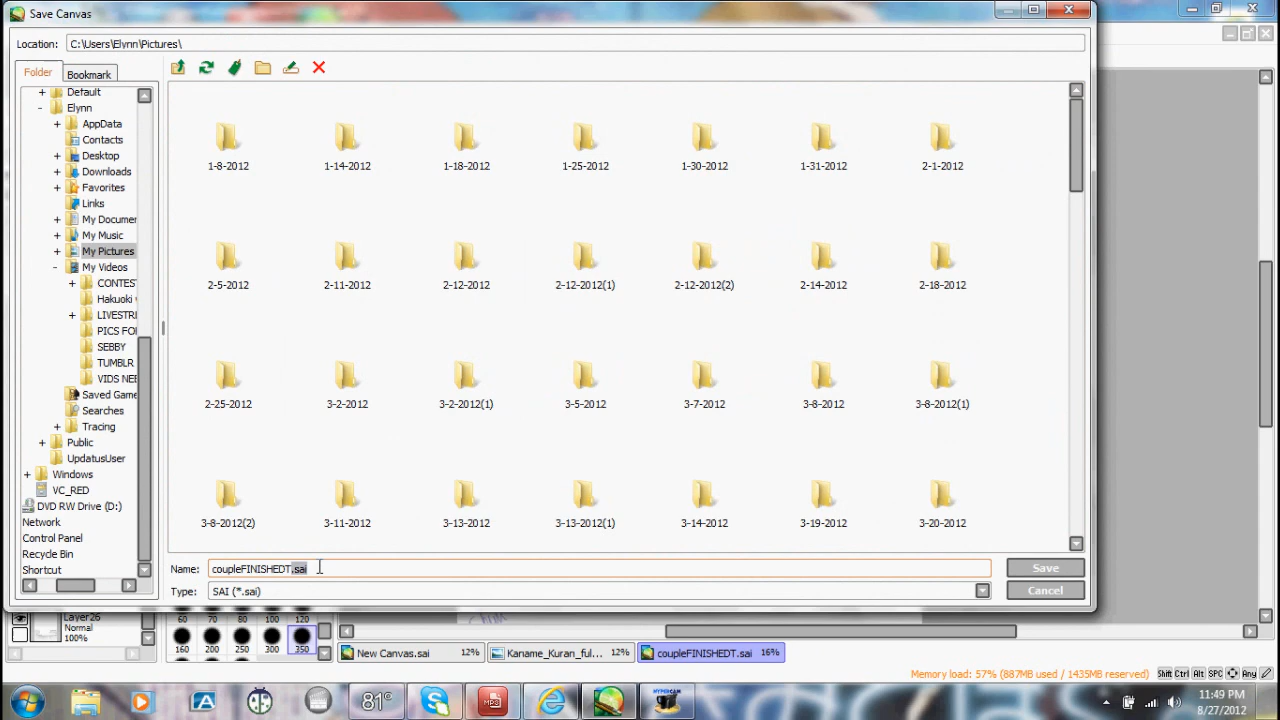 Save Canvas
Location: C:\Users\Elynn\Pictures\
Folder Bookmark
Default
Elynn
AppData
Contacts
Desktop
Downloads
Favorites
Links
My Documer
My Music
My Pictures
My Videos
CONTES
Hakuoki
LIVESTRE
PICS FO
SEBBY
TUMBLR
VIDS NEE
Saved Game
Searches
Tracing
Public
UpdatusUser
Windows
VC_RED
DVD RW Drive (D:)
Network
Control Panel
Recycle Bin
Shortcut
1-8-2012 1-14-2012 1-18-2012 1-25-2012 1-30-2012 1-31-2012 2-1-2012
2-5-2012 2-11-2012 2-12-2012 2-12-2012(1) 2-12-2012(2) 2-14-2012 2-18-2012
2-25-2012 3-2-2012 3-2-2012(1) 3-5-2012 3-7-2012 3-8-2012 3-8-2012(1)
3-8-2012(2) 3-11-2012 3-13-2012 3-13-2012(1) 3-14-2012 3-19-2012 3-20-2012
Name: coupleFINISHEDT.sai Save
Type: SAI (*.sai) Cancel
Layer26
Normal
100%
60 70 80 100 120
160 200 250 300 350
New Canvas.sai 12% Kaname_Kuran_ful... 12% coupleFINISHEDT.sai 16%
Memory load: 57% (887MB used / 1435MB reserved) Shift Ctrl Alt SPC Any
81° MP3 HYPERCAM
11:49 PM
8/27/2012